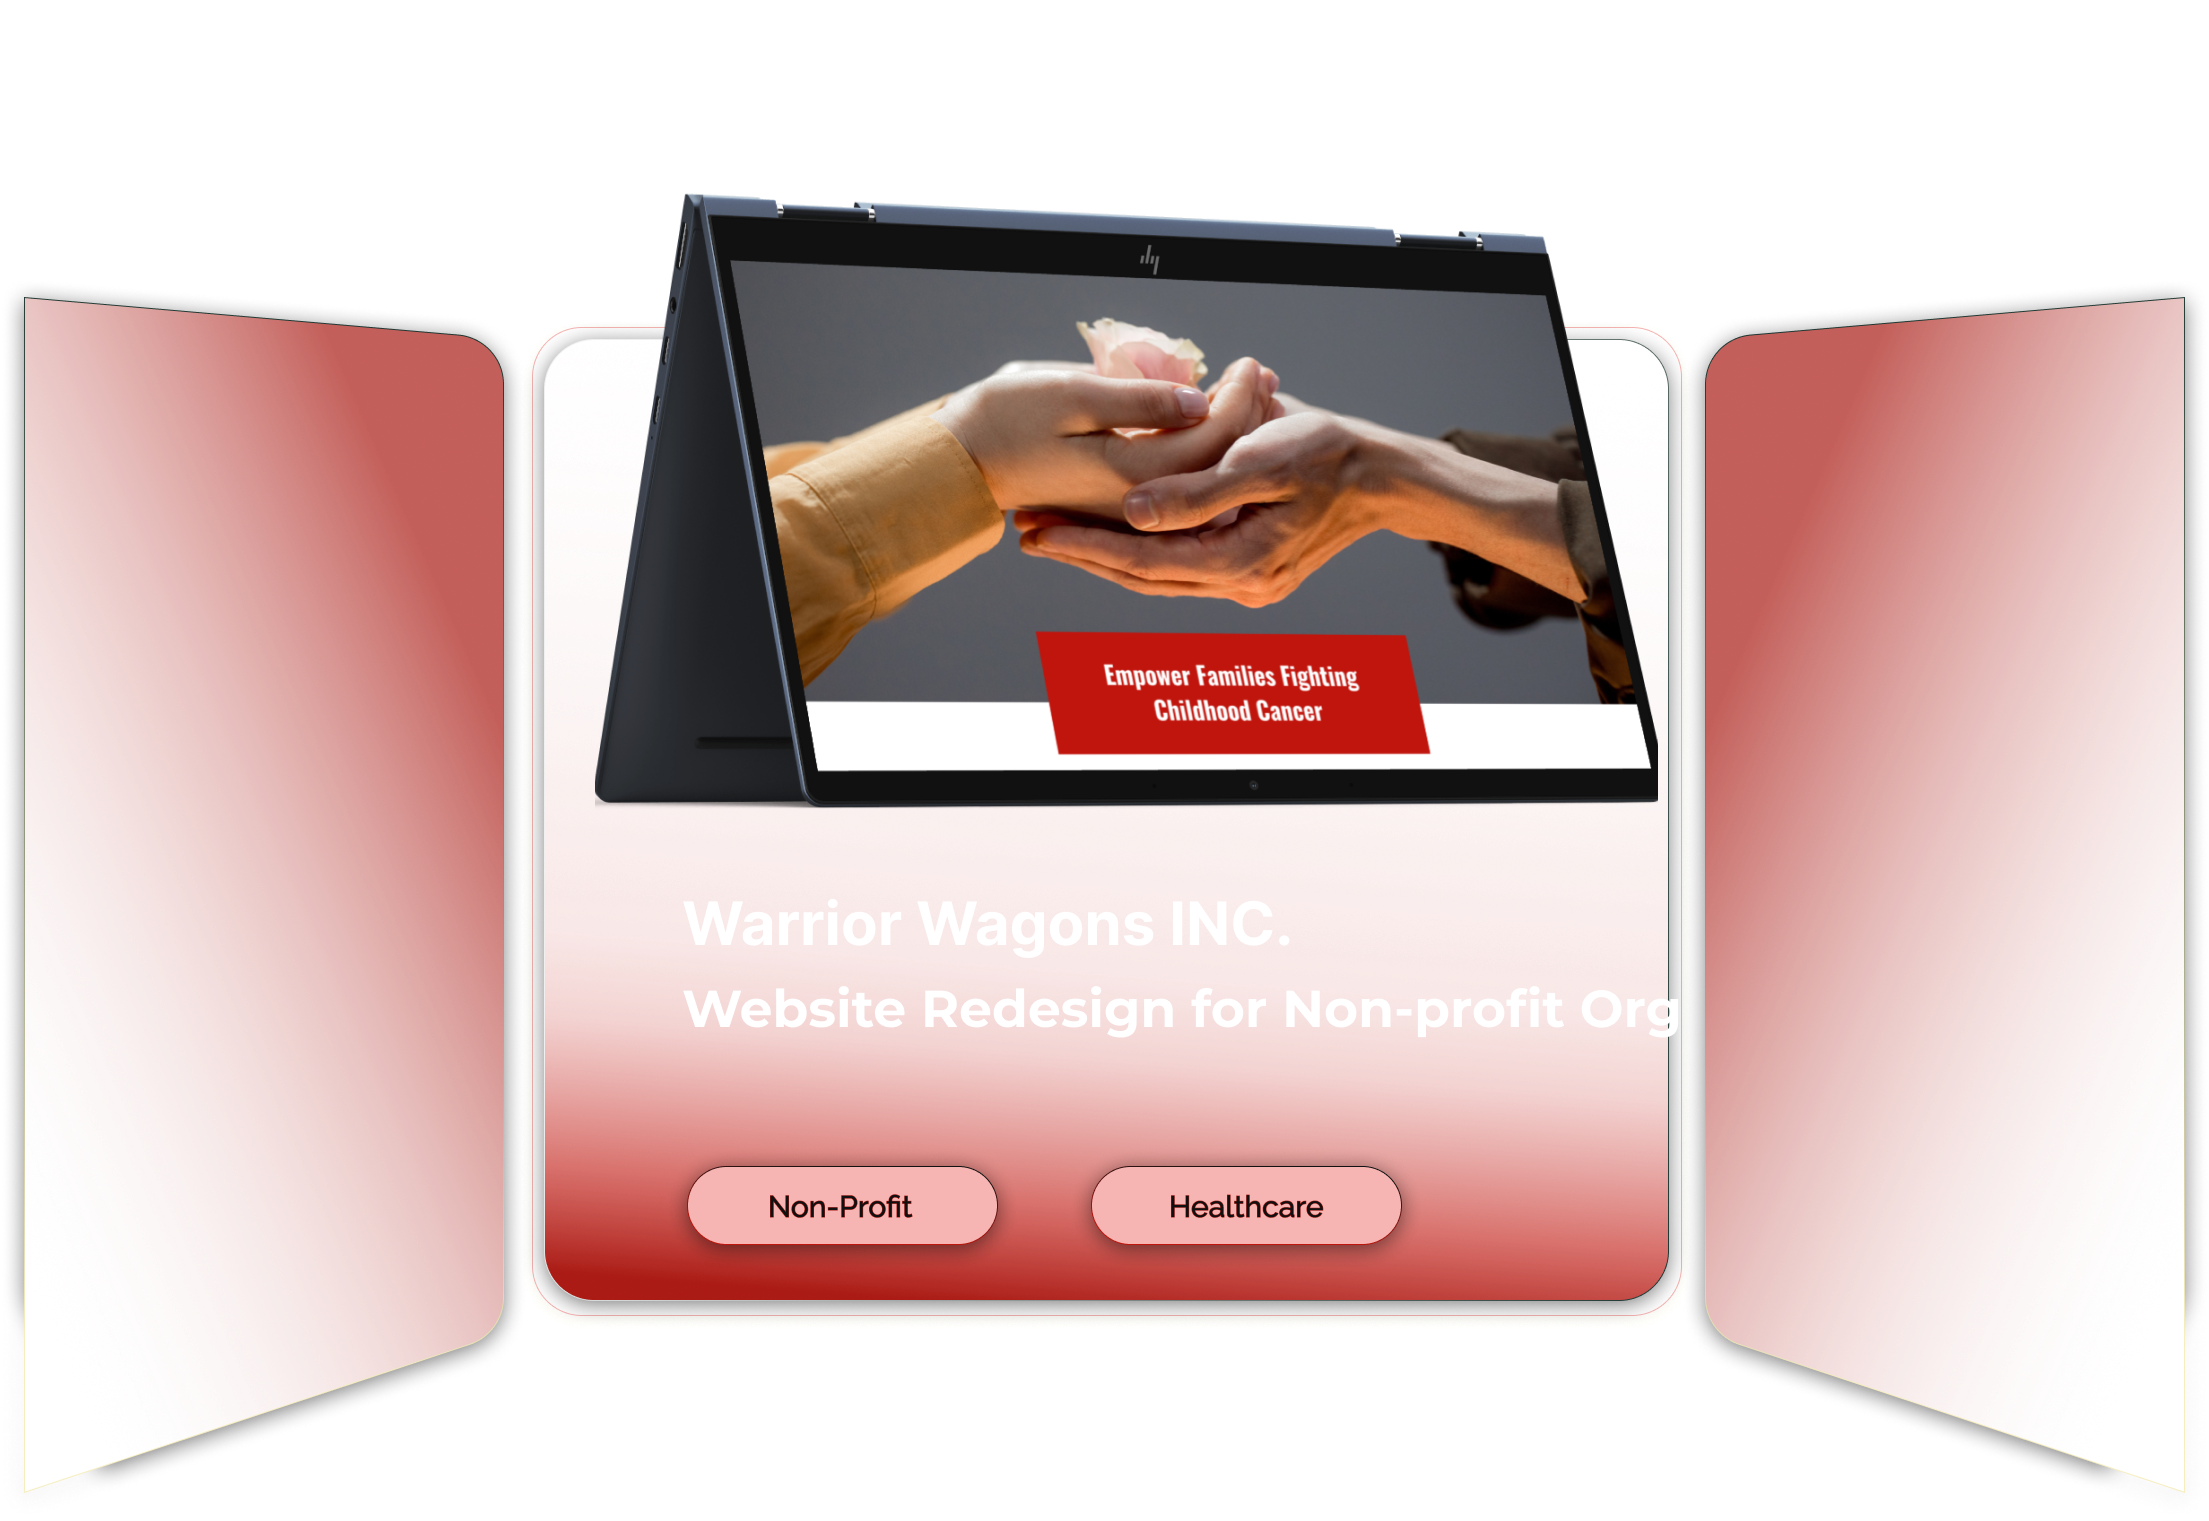 Empower Families Fighting
Childhood Cancer
Warrior Wagons INC.
Website Redesign for Non-profit Org
Non-Profit
Healthcare